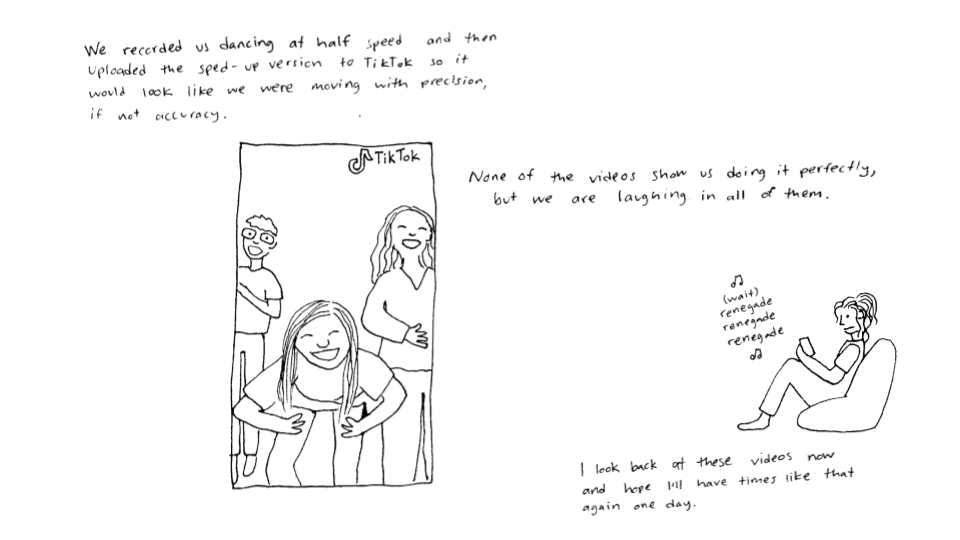 We recorded us dancing at half speed and then
uploaded the sped-up version to TikTok so it
would look like we were moving with precision,
if not accuracy.
TikTok
None of the videos show us doing it perfectly,
but we are laughing in all of them.
(wait)
renegade
renegade
renegade
I look back at these videos now
and hope I'll have times like that
again one day.